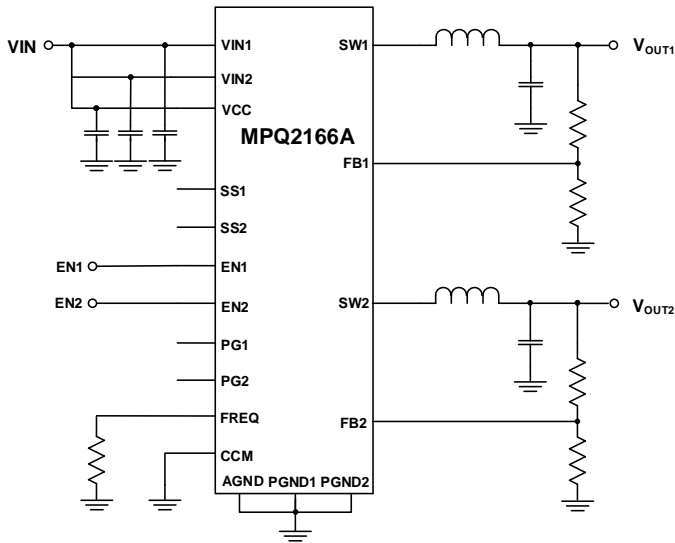 VIN
VIN1
VIN2
VCC
MPQ2166A
SS1
SS2
EN1
EN1
EN2
EN2
PG1
PG2
FREQ
CCM
AGND PGND1 PGND2
SW1
VOUT1
FB1
SW2
VOUT2
FB2